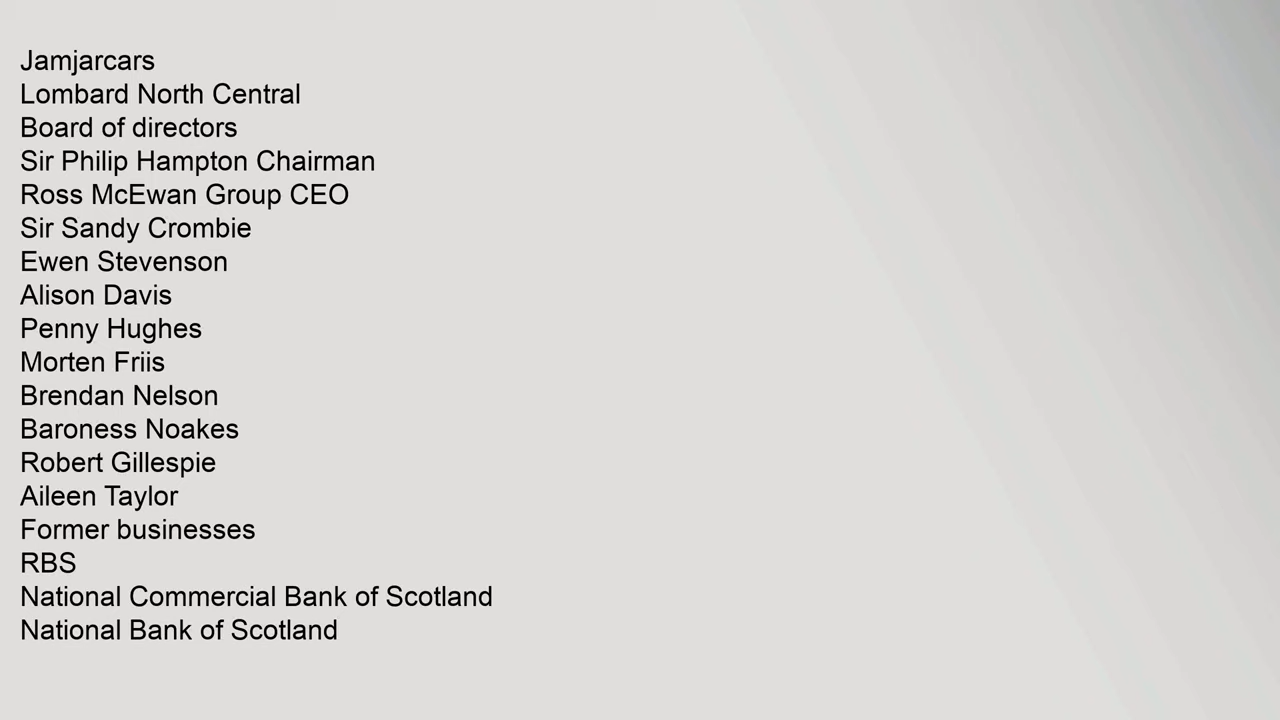 Jamjarcars
Lombard North Central
Board of directors
Sir Philip Hampton Chairman
Ross McEwan Group CEO
Sir Sandy Crombie
Ewen Stevenson
Alison Davis
Penny Hughes
Morten Friis
Brendan Nelson
Baroness Noakes
Robert Gillespie
Aileen Taylor
Former businesses
RBS
National Commercial Bank of Scotland
National Bank of Scotland